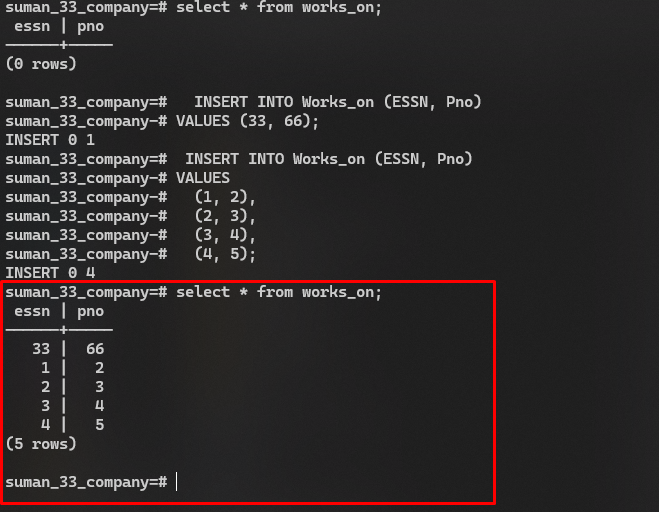 suman_33_company=# select * from works_on;
 essn | pno
------+-----
(0 rows)

suman_33_company=#   INSERT INTO Works_on (ESSN, Pno)
suman_33_company-# VALUES (33, 66);
INSERT 0 1
suman_33_company=#  INSERT INTO Works_on (ESSN, Pno)
suman_33_company-# VALUES
suman_33_company-#   (1, 2),
suman_33_company-#   (2, 3),
suman_33_company-#   (3, 4),
suman_33_company-#   (4, 5);
INSERT 0 4
suman_33_company=# select * from works_on;
 essn | pno
------+-----
   33 |  66
    1 |   2
    2 |   3
    3 |   4
    4 |   5
(5 rows)

suman_33_company=#